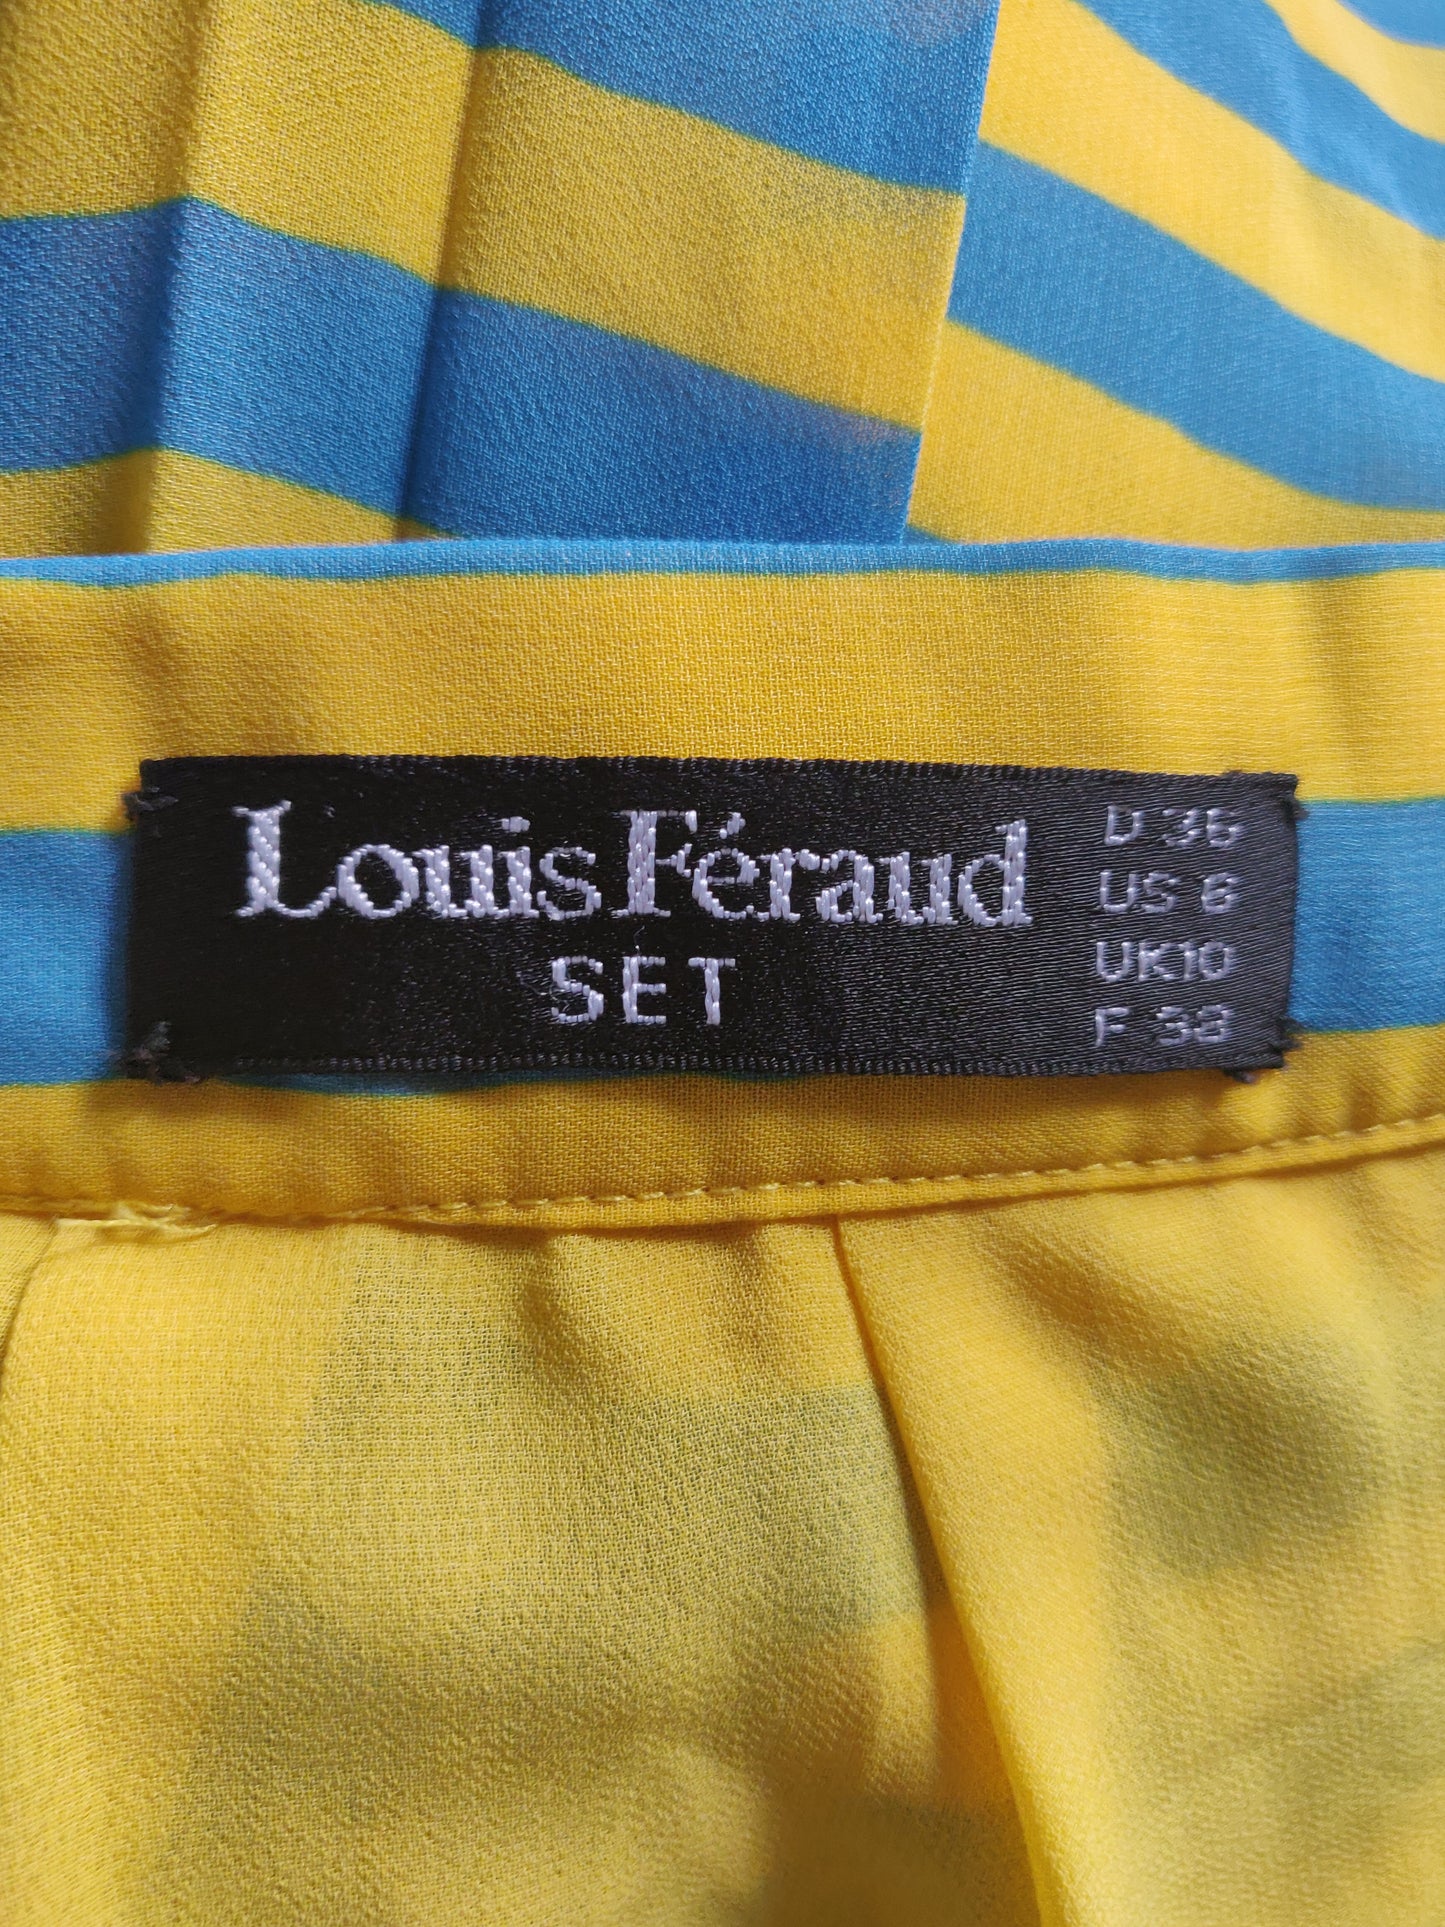 Louis Féraud
SET
D 36
US 6
UK10
F 38